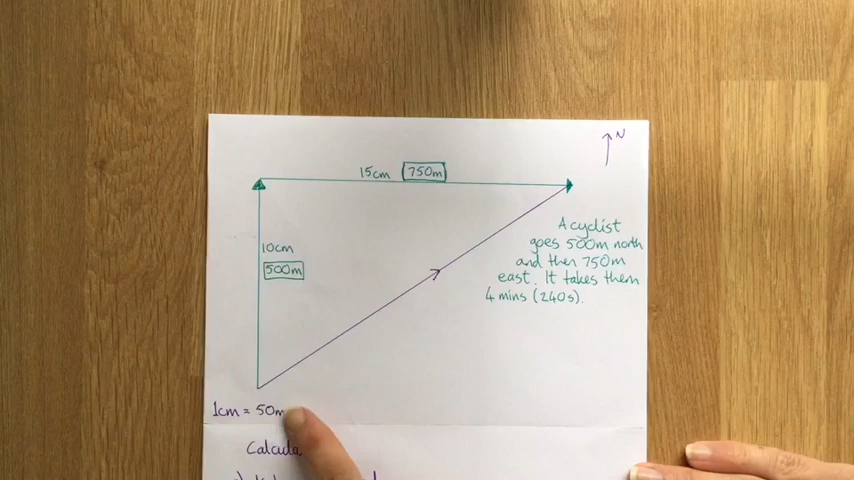 N
15cm 750m
10cm
500m
A cyclist
goes 500m north
and then 750m
east. It takes them
4 mins (240s).
1cm = 50m
Calcula